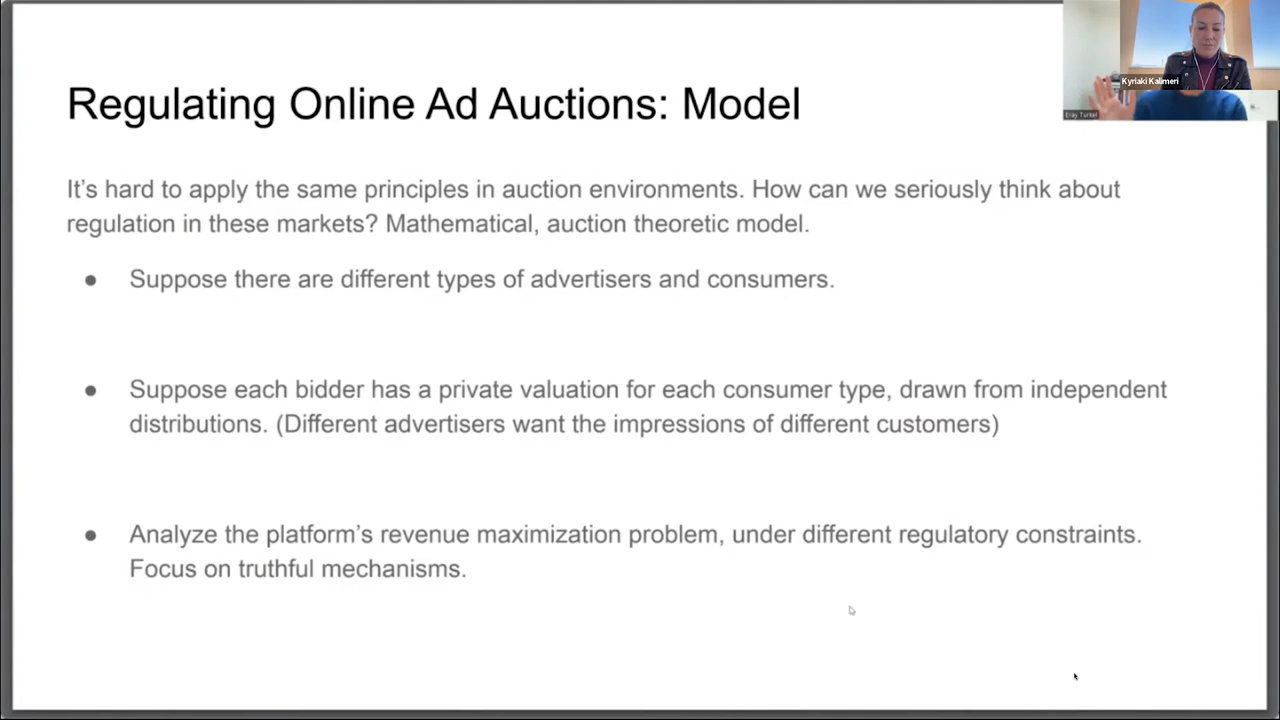 Regulating Online Ad Auctions: Model
Kyriaki Kalimeri
Eray Turkel
It's hard to apply the same principles in auction environments. How can we seriously think about
regulation in these markets? Mathematical, auction theoretic model.
● Suppose there are different types of advertisers and consumers.
● Suppose each bidder has a private valuation for each consumer type, drawn from independent
distributions. (Different advertisers want the impressions of different customers)
● Analyze the platform's revenue maximization problem, under different regulatory constraints.
Focus on truthful mechanisms.